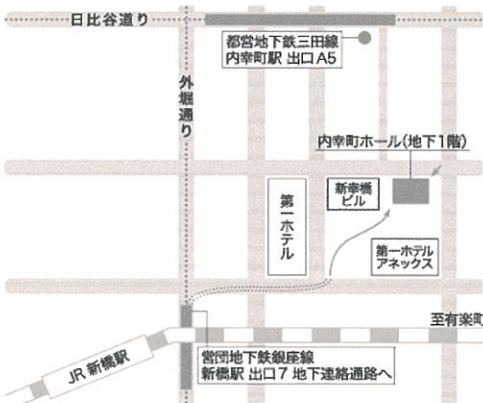 日比谷通り
都営地下鉄三田線
内幸町駅 出口A5
外堀通り
内幸町ホール(地下1階)
新幸橋
ビル
第一ホテル
第一ホテル
アネックス
至有楽町
JR 新橋駅
営団地下鉄銀座線
新橋駅 出口7 地下連絡通路へ